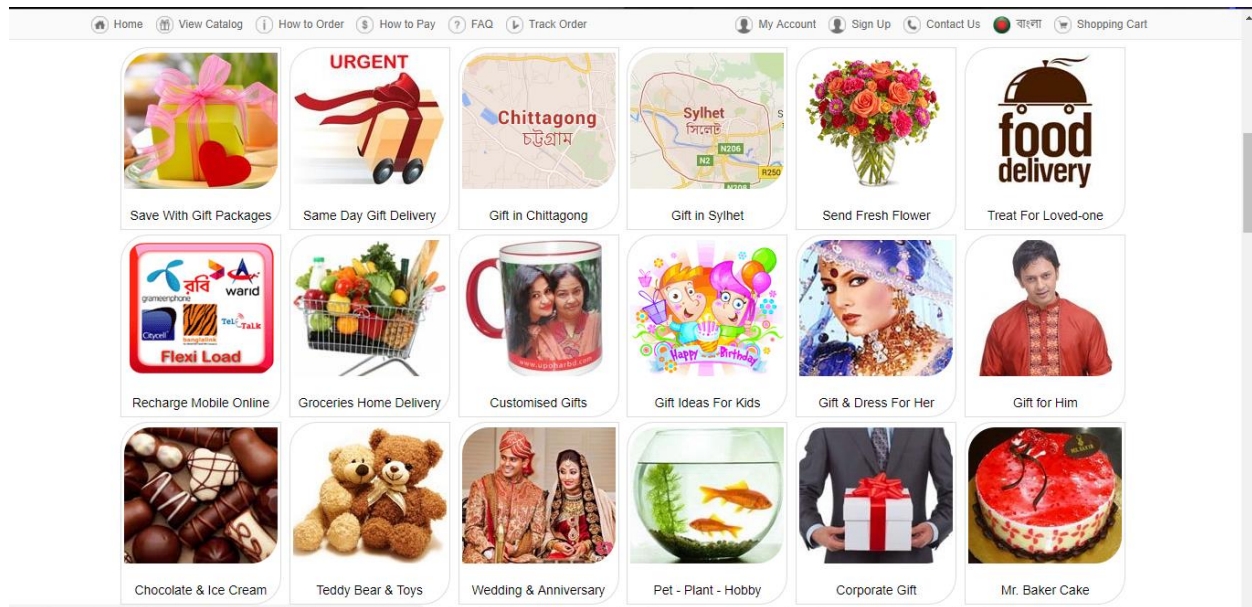 Home View Catalog How to Order How to Pay FAQ Track Order My Account Sign Up Contact Us বাংলা Shopping Cart
URGENT
Chittagong
চট্টগ্রাম
Sylhet
সিলেট
N206
N2
R250
N208
food
delivery
Save With Gift Packages
Same Day Gift Delivery
Gift in Chittagong
Gift in Sylhet
Send Fresh Flower
Treat For Loved-one
grameenphone
রবি
warid
Citycell
banglalink
TeleTalk
Flexi Load
www.upoharbd.com
Happy Birthday
Recharge Mobile Online
Groceries Home Delivery
Customised Gifts
Gift Ideas For Kids
Gift & Dress For Her
Gift for Him
Chocolate & Ice Cream
Teddy Bear & Toys
Wedding & Anniversary
Pet - Plant - Hobby
Corporate Gift
Mr. Baker Cake